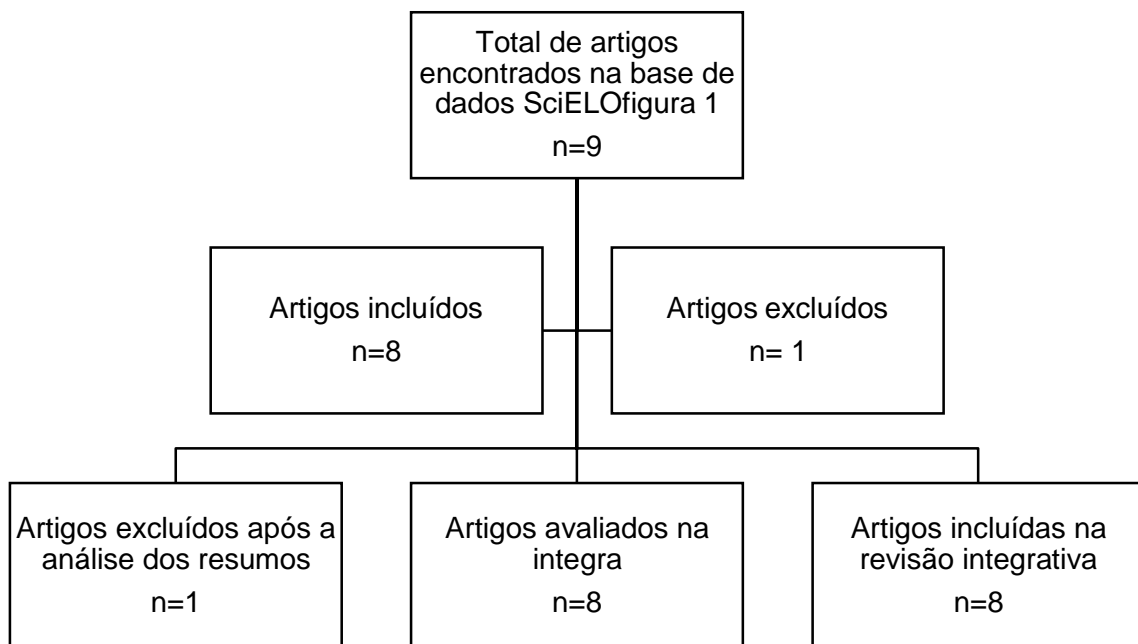 Total de artigos
encontrados na base de
dados SciELOfigura 1
n=9
Artigos incluídos
n=8
Artigos excluídos
n= 1
Artigos excluídos após a
análise dos resumos
n=1
Artigos avaliados na
integra
n=8
Artigos incluídas na
revisão integrativa
n=8